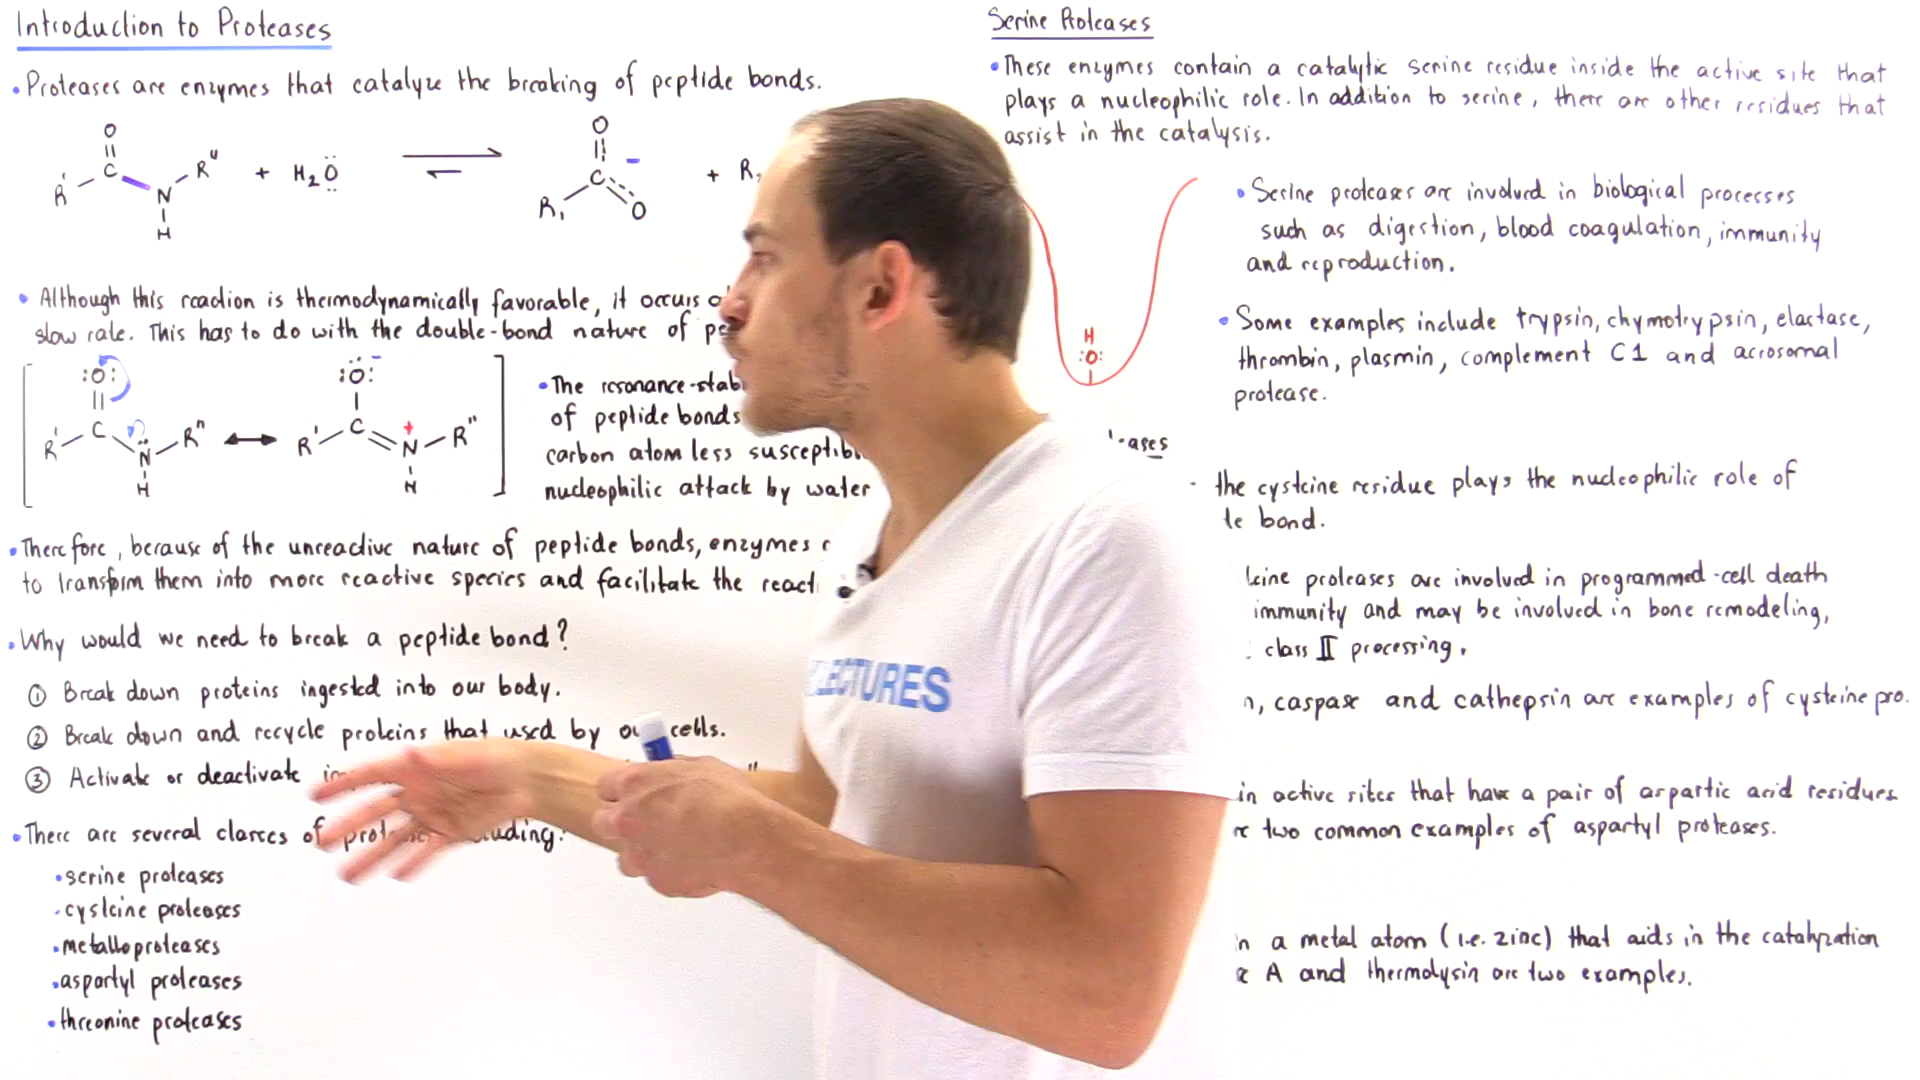 Introduction to Proteases
• Proteases are enzymes that catalyze the breaking of peptide bonds.
O
C
R'
N
H
R"
+ H₂O
O
C
R₁
O
−
+ R₁
• Although this reaction is thermodynamically favorable, it occurs
slow rate. This has to do with the double-bond nature of
:O:
R'
C
N
H
R"
:O:
−
R'
C
+
N
H
R"
• The resonance-stab
of peptide bonds
carbon atom less susceptibl
nucleophilic attack by water
• Therefore, because of the unreactive nature of peptide bonds, enzymes
to transform them into more reactive species and facilitate the react
• Why would we need to break a peptide bond?
① Break down proteins ingested into our body.
② Break down and recycle proteins that used by ou cells.
③ Activate or deactivate
• There are several classes of prot uding:
• serine proteases
• cysteine proteases
• metalloproteases
• aspartyl proteases
• threonine proteases
Serine Proteases
• These enzymes contain a catalytic serine residue inside the active site that
plays a nucleophilic role. In addition to serine, there are other residues that
assist in the catalysis.
H
:O:
• Serine proteases are involved in biological processes
such as digestion, blood coagulation, immunity
and reproduction.
• Some examples include trypsin, chymotrypsin, elastase,
thrombin, plasmin, complement C1 and acrosomal
protease.
ases
the cysteine residue plays the nucleophilic role of
de bond.
teine proteases are involved in programmed-cell death
immunity and may be involved in bone remodeling,
class II processing.
n, caspase and cathepsin are examples of cysteine pro.
in active sites that have a pair of aspartic acid residues
re two common examples of aspartyl proteases.
n a metal atom (i.e. zinc) that aids in the catalyzation
e A and thermolysin are two examples.
LECTURES